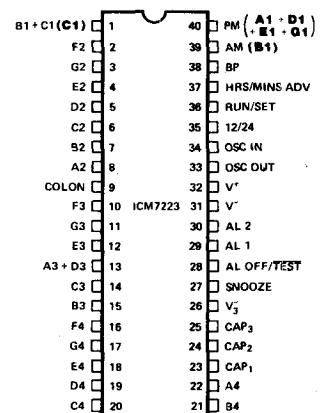 B1 + C1 (C1) 1 40 PM (A1 + D1 + E1 + G1)
F2 2 39 AM (B1)
G2 3 38 BP
E2 4 37 HRS/MINS ADV
D2 5 36 RUN/SET
C2 6 35 12/24
B2 7 34 OSC IN
A2 8 33 OSC OUT
COLON 9 32 V+
F3 10 ICM7223 31 V-
G3 11 30 AL 2
E3 12 29 AL 1
A3 + D3 13 28 AL OFF/TEST
C3 14 27 SNOOZE
B3 15 26 V3-
F4 16 25 CAP3
G4 17 24 CAP2
E4 18 23 CAP1
D4 19 22 A4
C4 20 21 B4